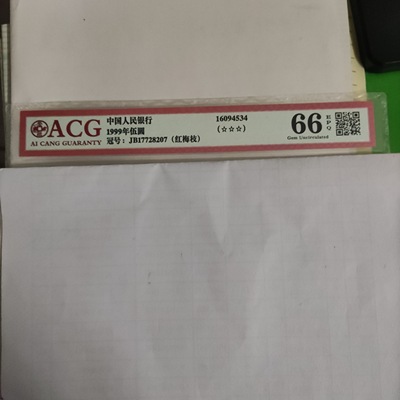 ACG
AI CANG GUARANTY
中国人民银行
1999年伍圆
冠号：JB17728207（红梅枝）
16094534
(☆☆☆)
66
EPQ
Gem Uncirculated